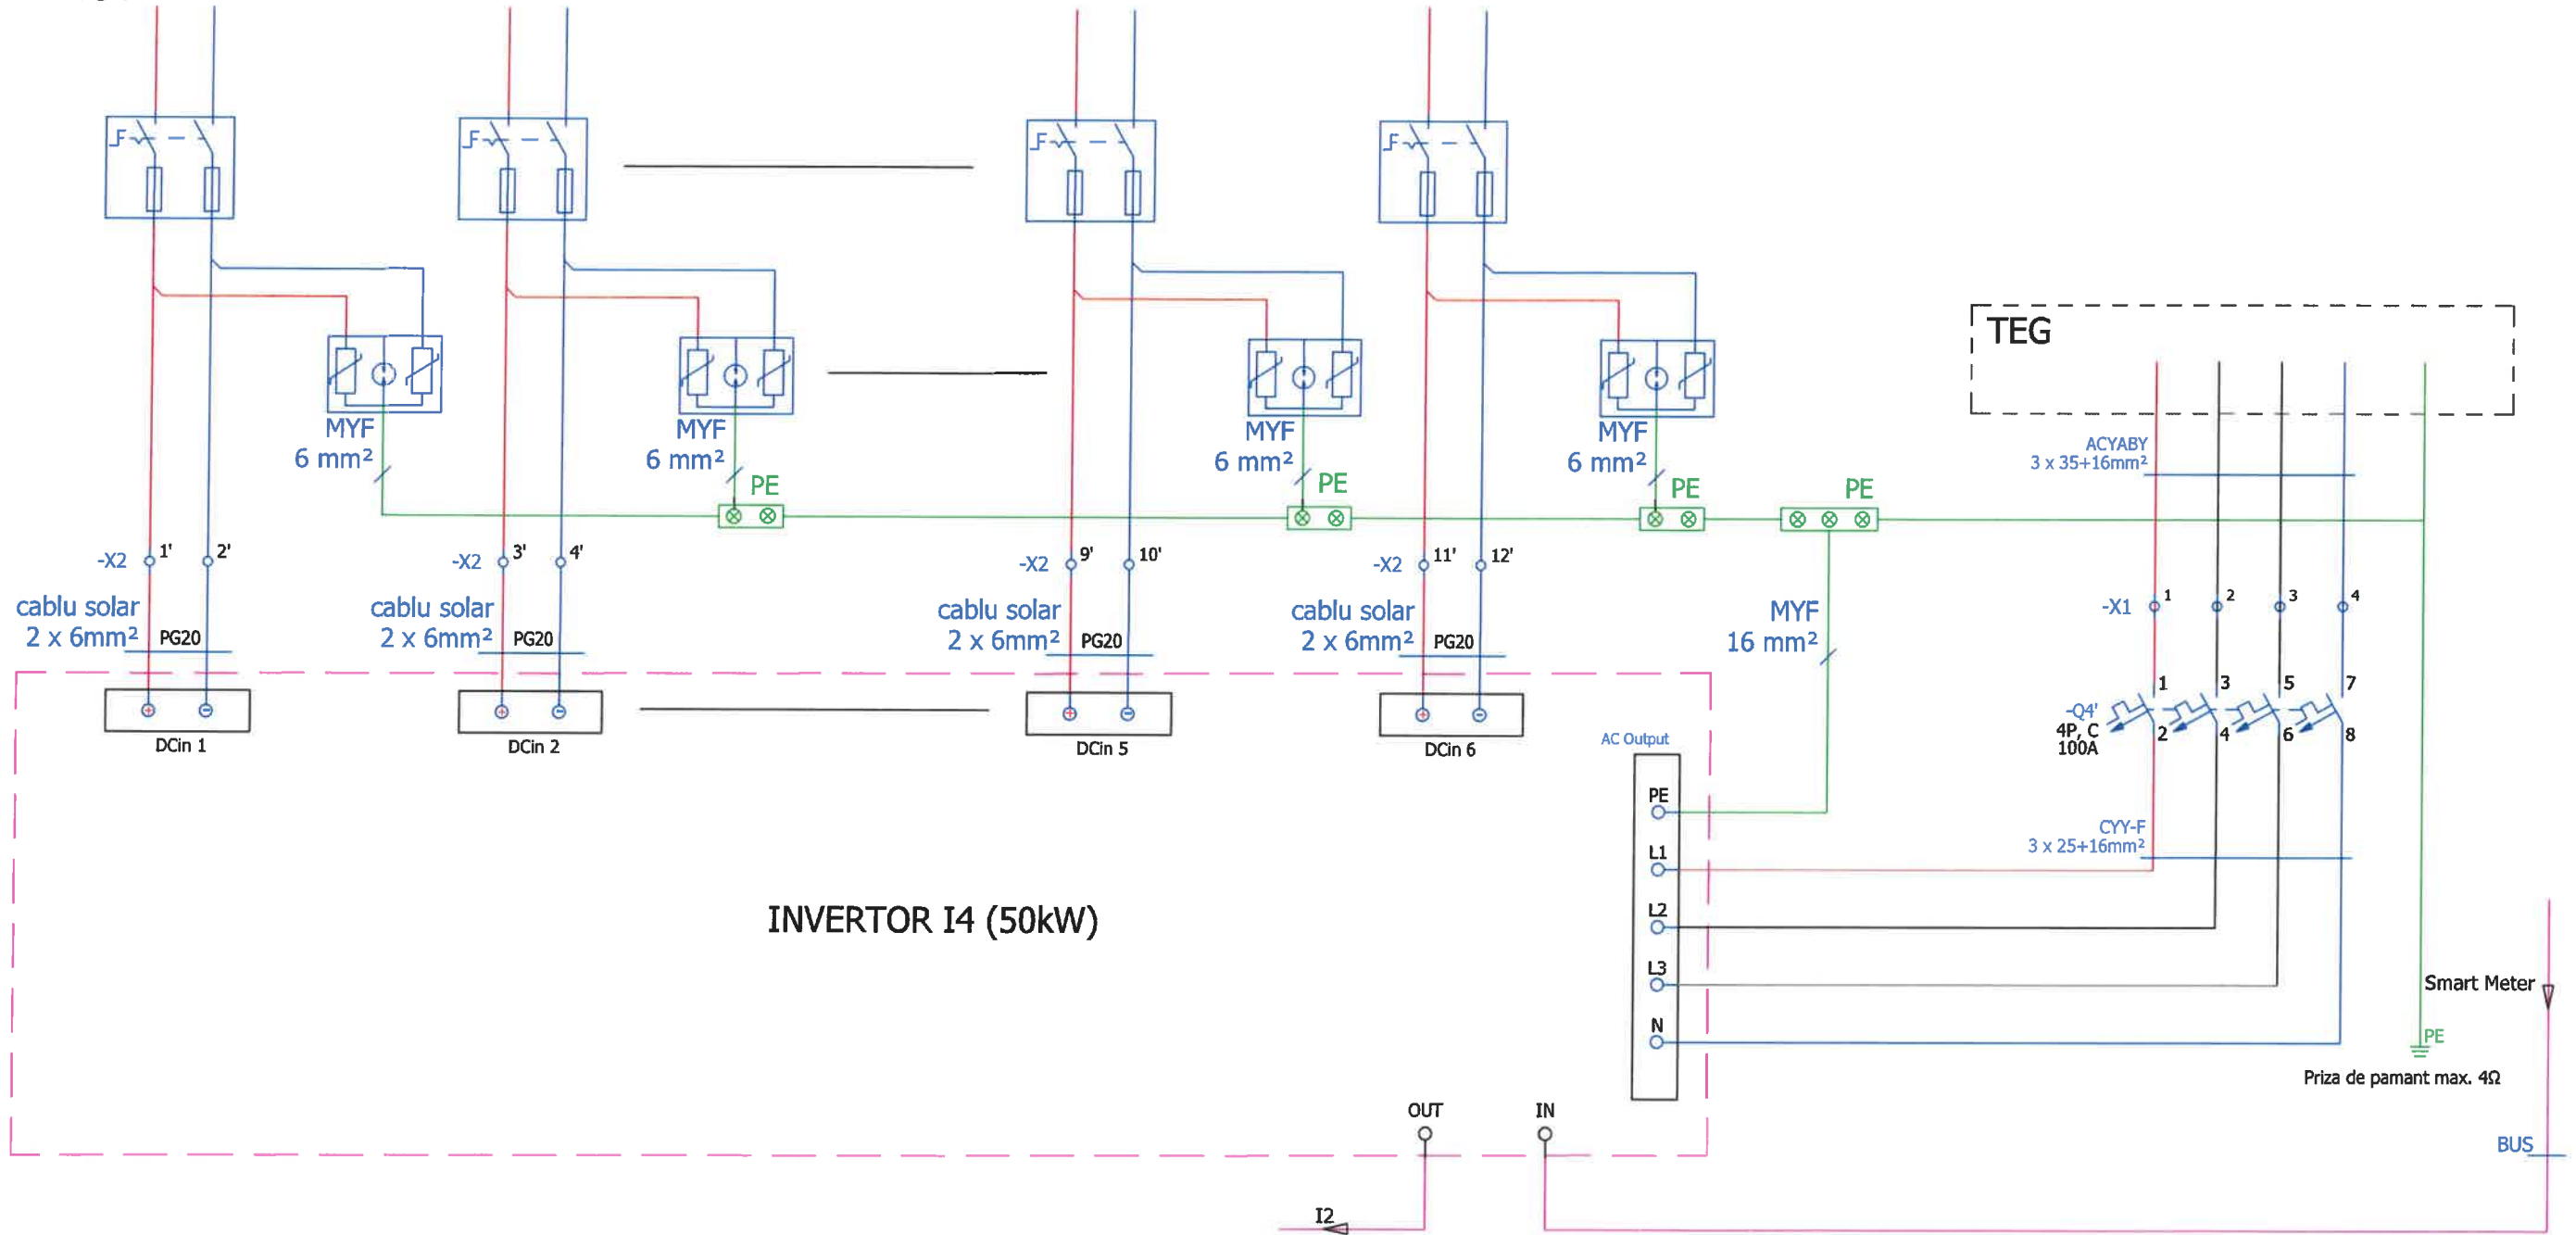 TEG
ACYABY
3 x 35+16mm²
MYF
6 mm²
MYF
6 mm²
MYF
6 mm²
MYF
6 mm²
PE
PE
PE
PE
-X2
1'
2'
-X2
3'
4'
-X2
9'
10'
-X2
11'
12'
cablu solar
2 x 6mm²
PG20
cablu solar
2 x 6mm²
PG20
cablu solar
2 x 6mm²
PG20
cablu solar
2 x 6mm²
PG20
MYF
16 mm²
-X1
1
2
3
4
DCin 1
DCin 2
DCin 5
DCin 6
1
3
5
7
-Q4'
4P, C
100A
2
4
6
8
AC Output
PE
L1
L2
L3
N
CYY-F
3 x 25+16mm²
INVERTOR I4 (50kW)
Smart Meter
PE
Priza de pamant max. 4Ω
OUT
IN
BUS
I2